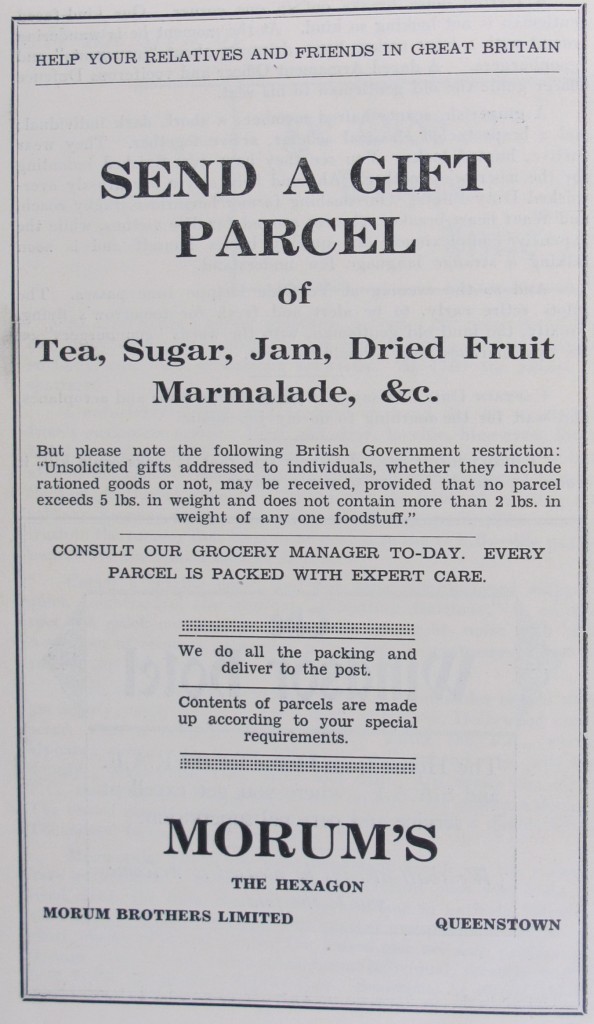 HELP YOUR RELATIVES AND FRIENDS IN GREAT BRITAIN
SEND A GIFT
PARCEL
of
Tea, Sugar, Jam, Dried Fruit
Marmalade, &c.
But please note the following British Government restriction:
"Unsolicited gifts addressed to individuals, whether they include
rationed goods or not, may be received, provided that no parcel
exceeds 5 lbs. in weight and does not contain more than 2 lbs. in
weight of any one foodstuff."
CONSULT OUR GROCERY MANAGER TO-DAY. EVERY
PARCEL IS PACKED WITH EXPERT CARE.
We do all the packing and
deliver to the post.
Contents of parcels are made
up according to your special
requirements.
MORUM'S
THE HEXAGON
MORUM BROTHERS LIMITED QUEENSTOWN